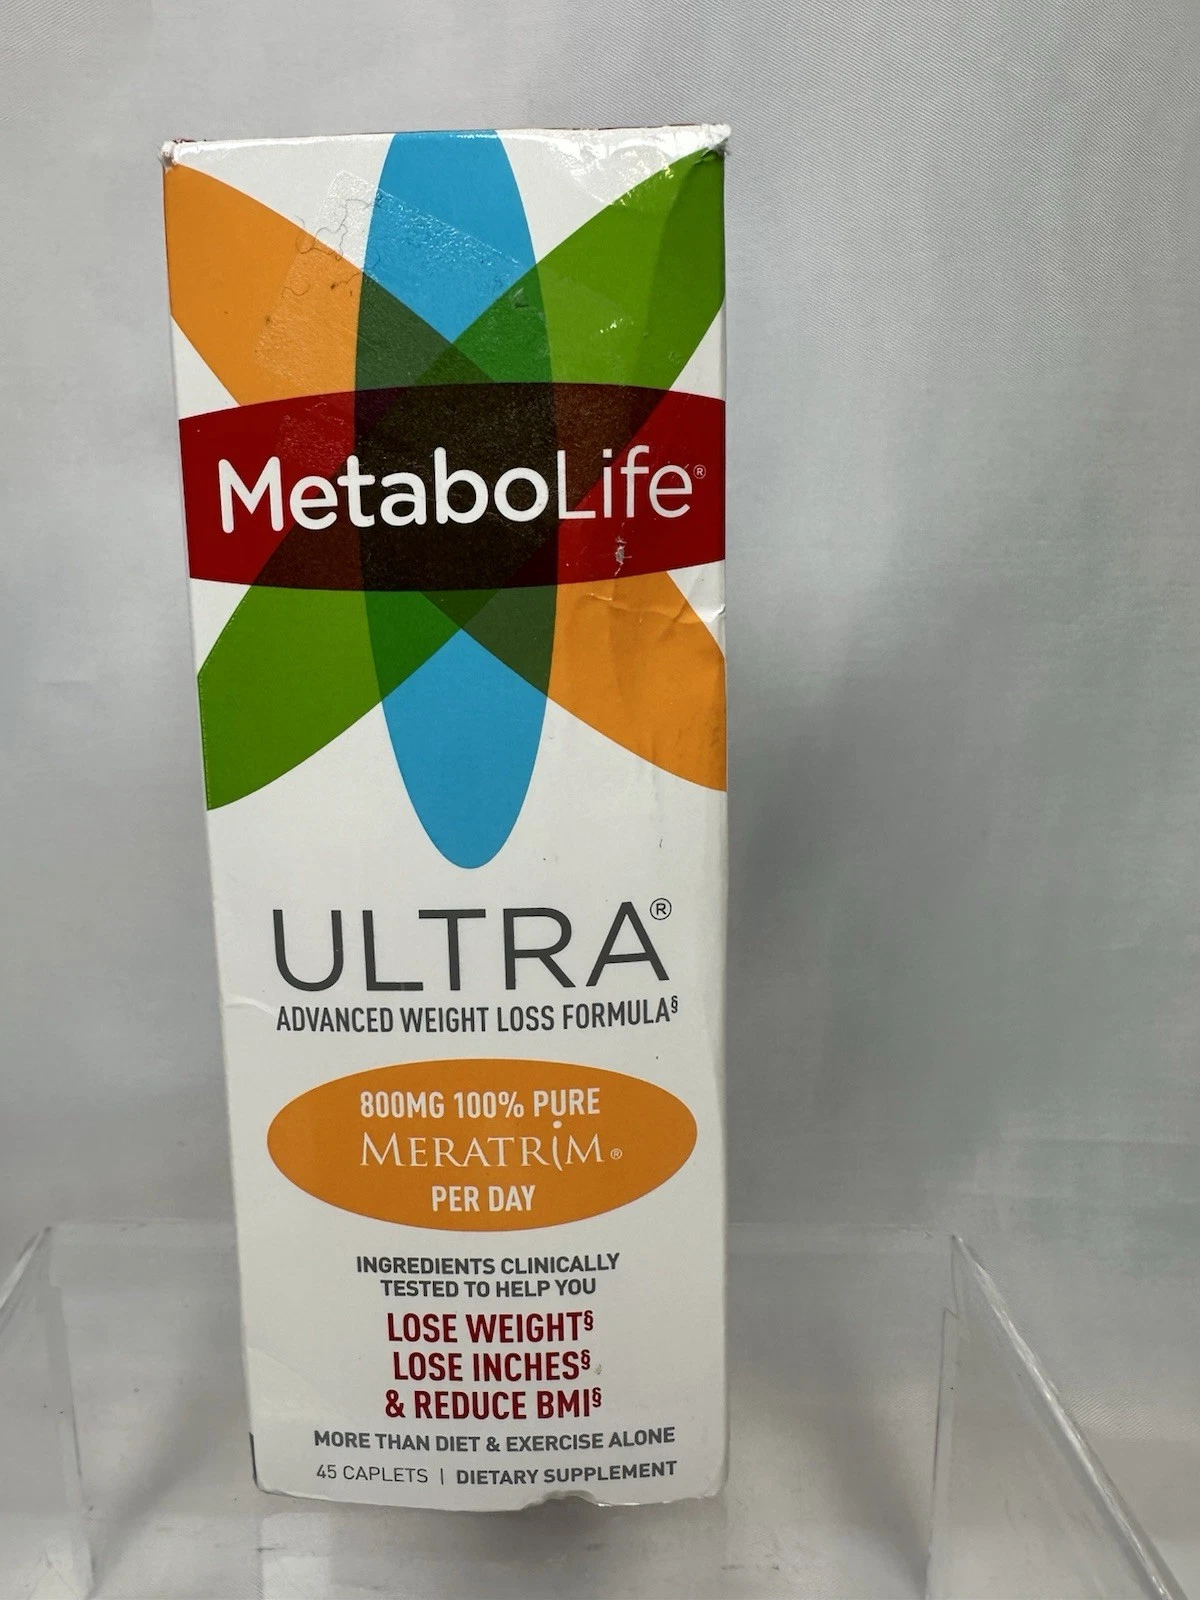 MetaboLife®
ULTRA®
ADVANCED WEIGHT LOSS FORMULA§
800MG 100% PURE
MERATRIM®
PER DAY
INGREDIENTS CLINICALLY
TESTED TO HELP YOU
LOSE WEIGHT§
LOSE INCHES§
& REDUCE BMI§
MORE THAN DIET & EXERCISE ALONE
45 CAPLETS | DIETARY SUPPLEMENT